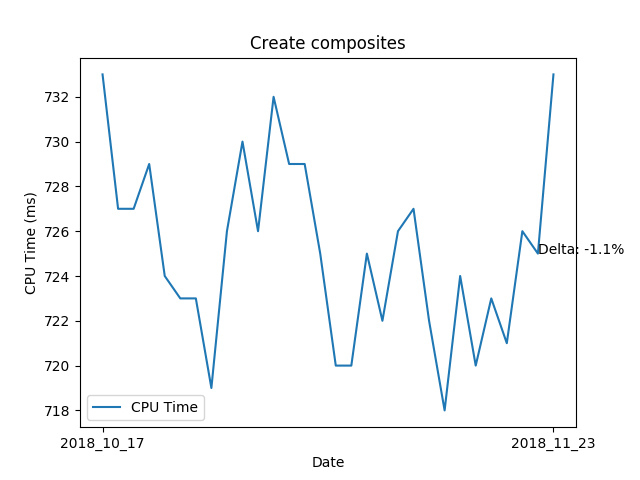 Create composites
732
730
728
726
724
722
720
718
CPU Time (ms)
Delta: -1.1%
CPU Time
2018_10_17
2018_11_23
Date